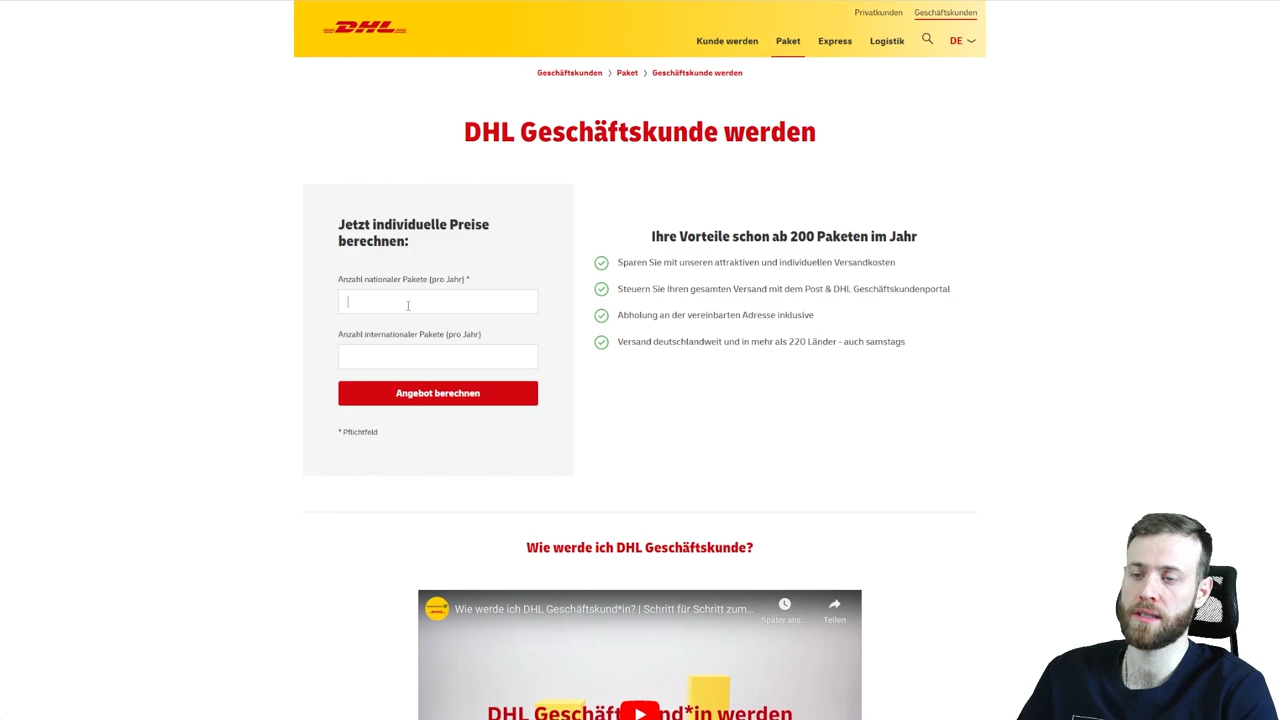 DHL
Privatkunden
Geschäftskunden
Kunde werden
Paket
Express
Logistik
DE
Geschäftskunden
Paket
Geschäftskunde werden
DHL Geschäftskunde werden
Jetzt individuelle Preise
berechnen:
Anzahl nationaler Pakete (pro Jahr) *
Anzahl internationaler Pakete (pro Jahr)
Angebot berechnen
* Pflichtfeld
Ihre Vorteile schon ab 200 Paketen im Jahr
Sparen Sie mit unseren attraktiven und individuellen Versandkosten
Steuern Sie Ihren gesamten Versand mit dem Post & DHL Geschäftskundenportal
Abholung an der vereinbarten Adresse inklusive
Versand deutschlandweit und in mehr als 220 Länder - auch samstags
Wie werde ich DHL Geschäftskunde?
Wie werde ich DHL Geschäftskund*in? | Schritt für Schritt zum...
Später ans...
Teilen
DHL Geschäft nd*in werden